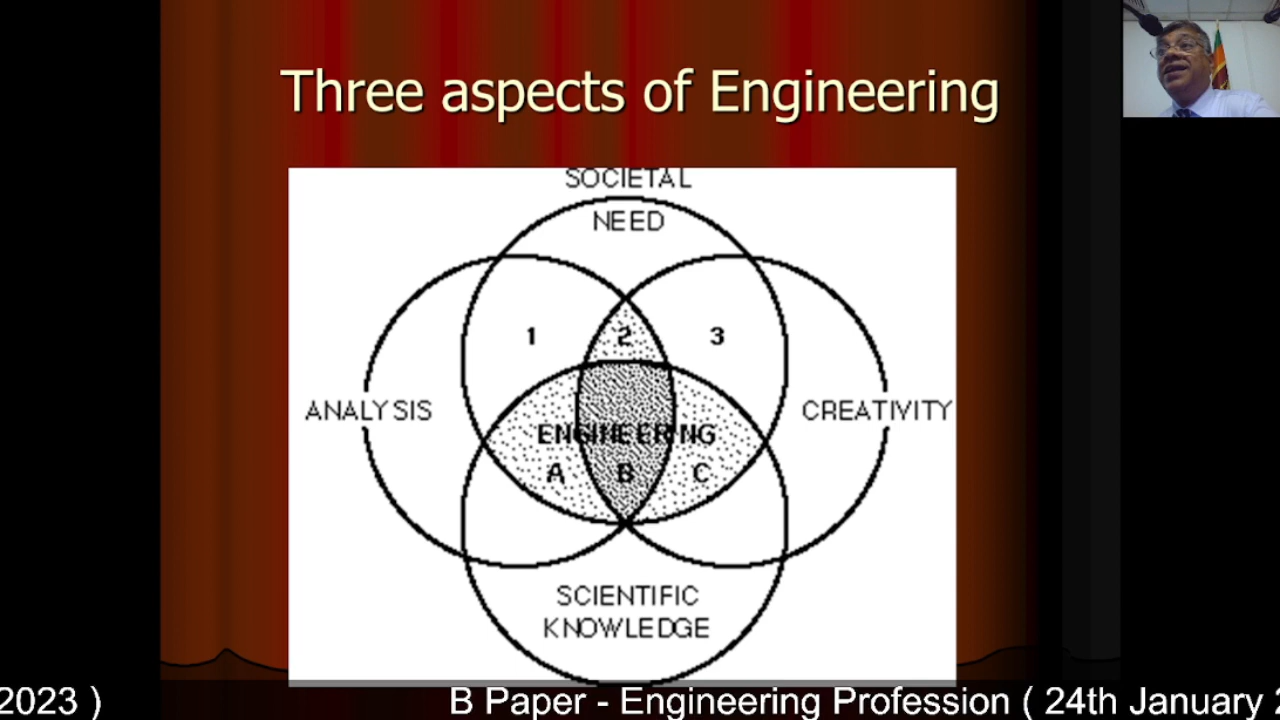 Three aspects of Engineering
SOCIETAL
NEED
1 2 3
ANALYSIS
CREATIVITY
ENGINEERING
A B C
SCIENTIFIC
KNOWLEDGE
2023 ) B Paper - Engineering Profession ( 24th January